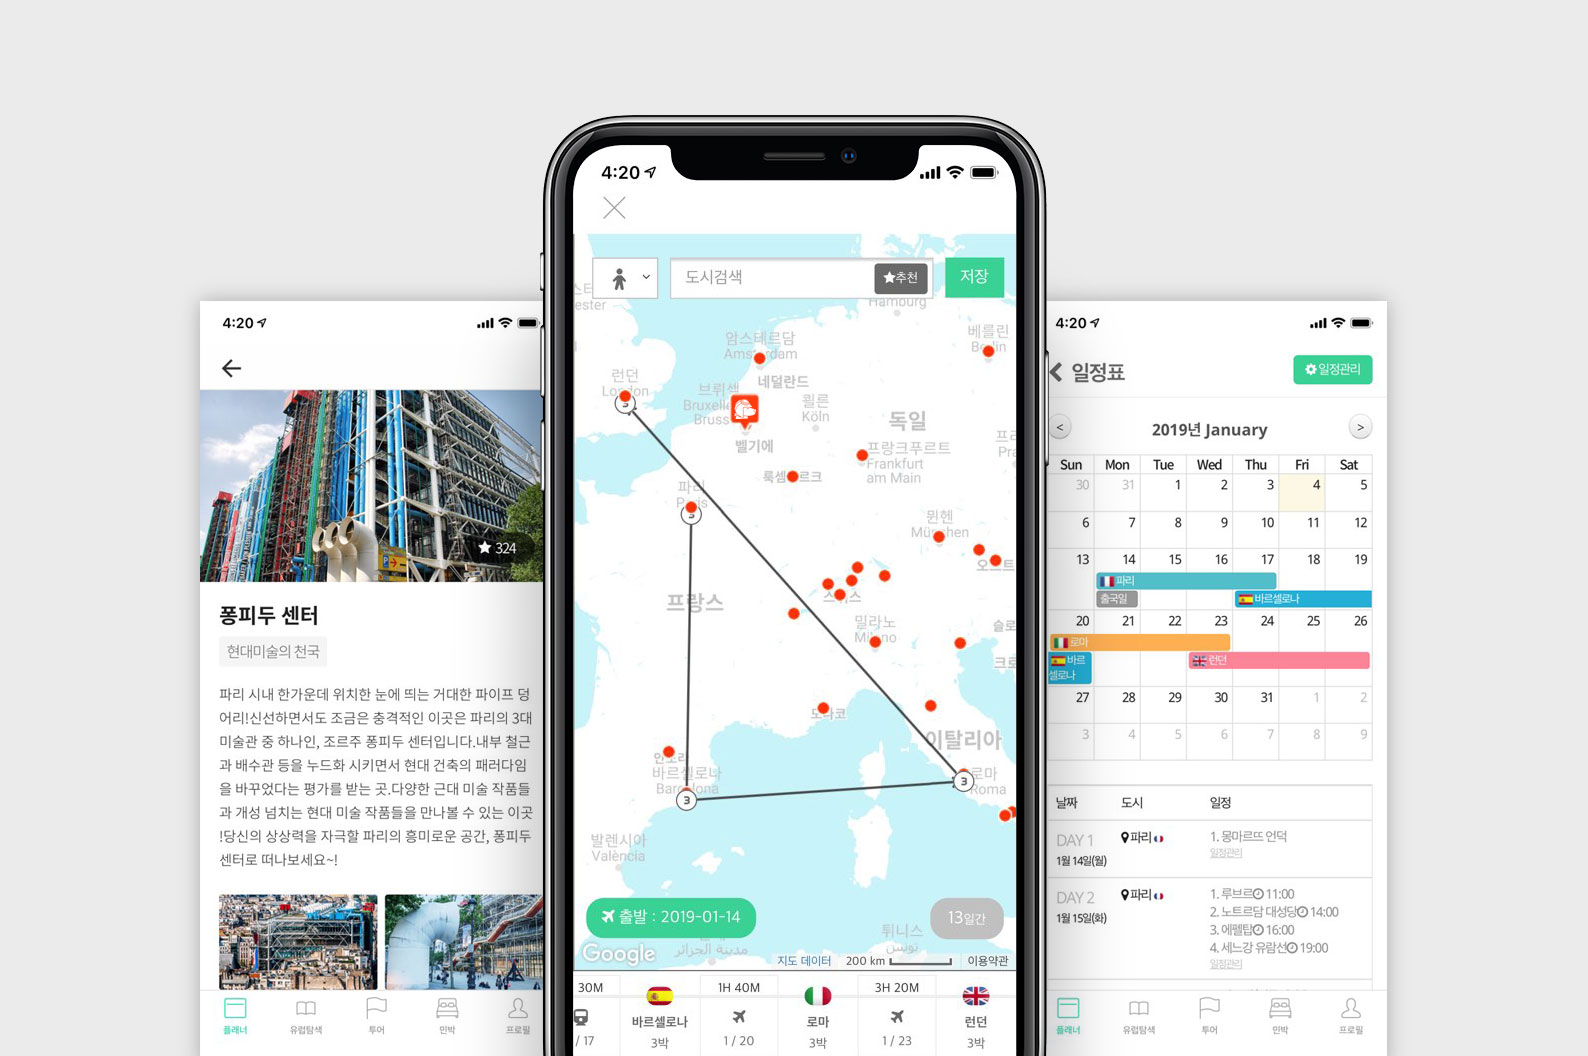 4:20
퐁피두 센터
현대미술의 천국
324
파리 시내 한가운데 위치한 눈에 띄는 거대한 파이프 덩
어리!신선하면서도 조금은 충격적인 이곳은 파리의 3대
미술관 중 하나인, 조르주 퐁피두 센터입니다.내부 철근
과 배수관 등을 누드화 시키면서 현대 건축의 패러다임
을 바꾸었다는 평가를 받는 곳.다양한 근대 미술 작품들
과 개성 넘치는 현대 미술 작품들을 만나볼 수 있는 이곳
!당신의 상상력을 자극할 파리의 흥미로운 공간, 퐁피두
센터로 떠나보세요~!
플래너 유럽탐색 투어 민박 프로필
4:20
도시검색 추천 저장
Hamburg
베를린
암스테르담
Amsterdam
네덜란드
런던
London
브뤼셀
쾰른
Köln
벨기에
독일
프랑크푸르트
Frankfurt
am Main
파리
Paris
뮌헨
München
프랑스
밀라노
Milano
이탈리아
로마
Roma
바르셀로나
Barcelona
발렌시아
València
튀니스
تونس
مدينة الجزائر
3
3
출발 : 2019-01-14
13일간
Google
지도 데이터 200 km 이용약관
30M
/ 17
바르셀로나
3박
1H 40M
1 / 20
로마
3박
3H 20M
1 / 23
런던
3박
4:20
일정표 일정관리
< 2019년 January >
Sun Mon Tue Wed Thu Fri Sat
30 31 1 2 3 4 5
6 7 8 9 10 11 12
13 14 15 16 17 18 19
파리
출국일 바르셀로나
20 21 22 23 24 25 26
로마
바르
셀로나
런던
27 28 29 30 31 1 2
3 4 5 6 7 8 9
날짜 도시 일정
DAY 1 파리 1. 몽마르뜨 언덕
1월 14일(월) 일정관리
DAY 2 파리 1. 루브르 11:00
1월 15일(화) 2. 노트르담 대성당 14:00
3. 에펠탑 16:00
4. 세느강 유람선 19:00
일정관리
플래너 유럽탐색 투어 민박 프로필